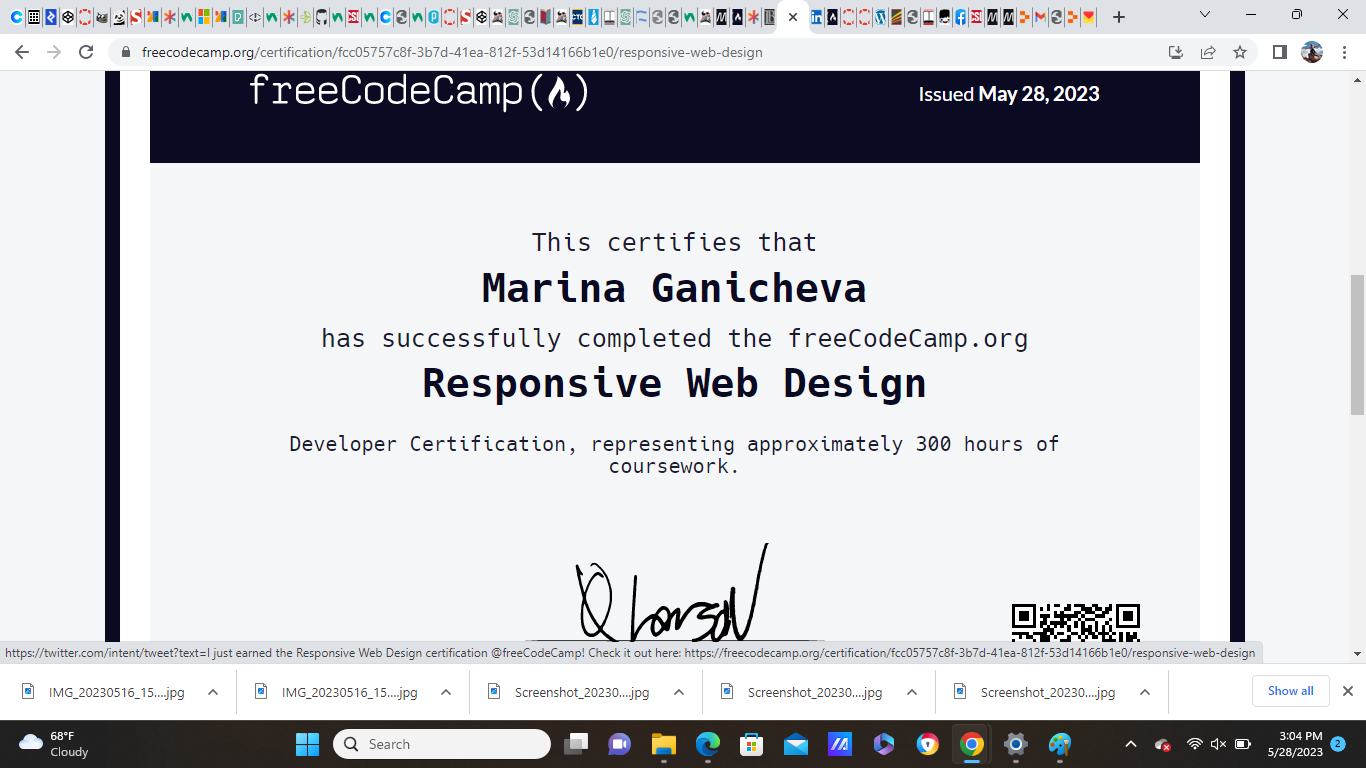 freecodecamp.org/certification/fcc05757c8f-3b7d-41ea-812f-53d14166b1e0/responsive-web-design
freeCodeCamp(🔥)
Issued May 28, 2023
This certifies that
Marina Ganicheva
has successfully completed the freeCodeCamp.org
Responsive Web Design
Developer Certification, representing approximately 300 hours of
coursework.
Q Larson
https://twitter.com/intent/tweet?text=I just earned the Responsive Web Design certification @freeCodeCamp! Check it out here: https://freecodecamp.org/certification/fcc05757c8f-3b7d-41ea-812f-53d14166b1e0/responsive-web-design
IMG_20230516_15....jpg
IMG_20230516_15....jpg
Screenshot_20230....jpg
Screenshot_20230....jpg
Screenshot_20230....jpg
Show all
68°F
Cloudy
Search
3:04 PM
5/28/2023
2